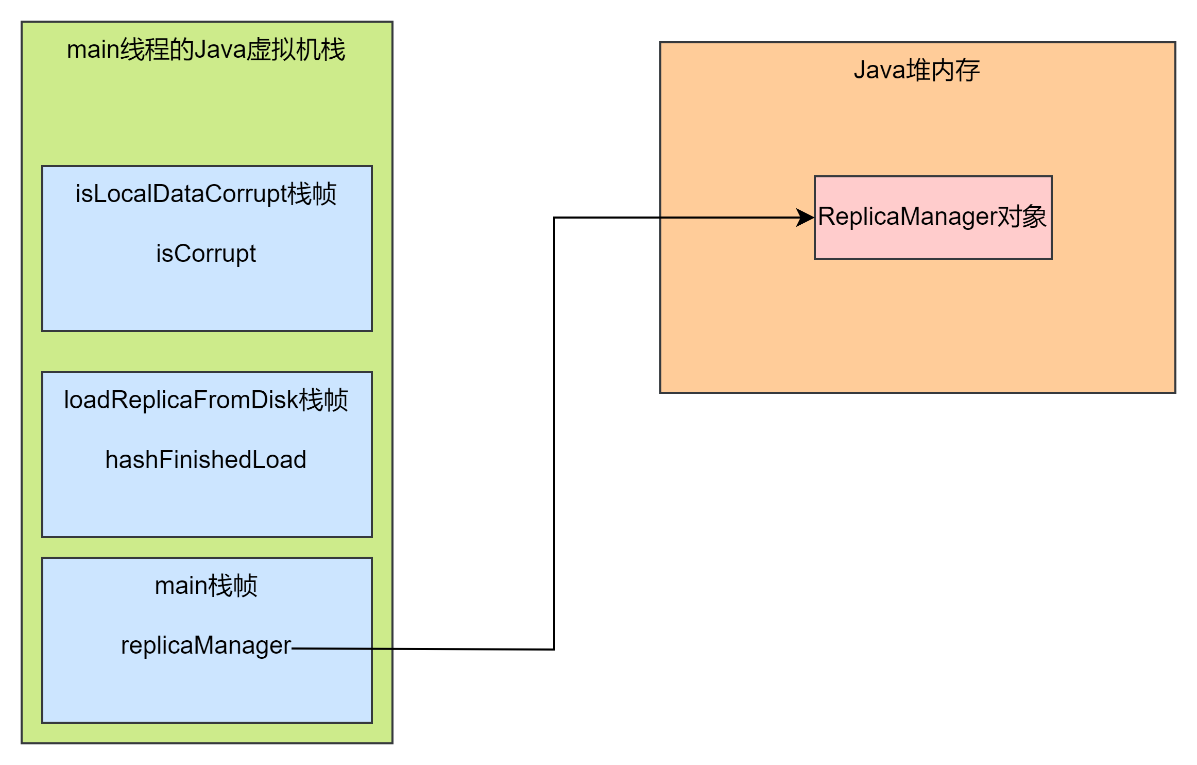 main线程的Java虚拟机栈
isLocalDataCorrupt栈帧
isCorrupt
loadReplicaFromDisk栈帧
hashFinishedLoad
main栈帧
replicaManager
Java堆内存
ReplicaManager对象